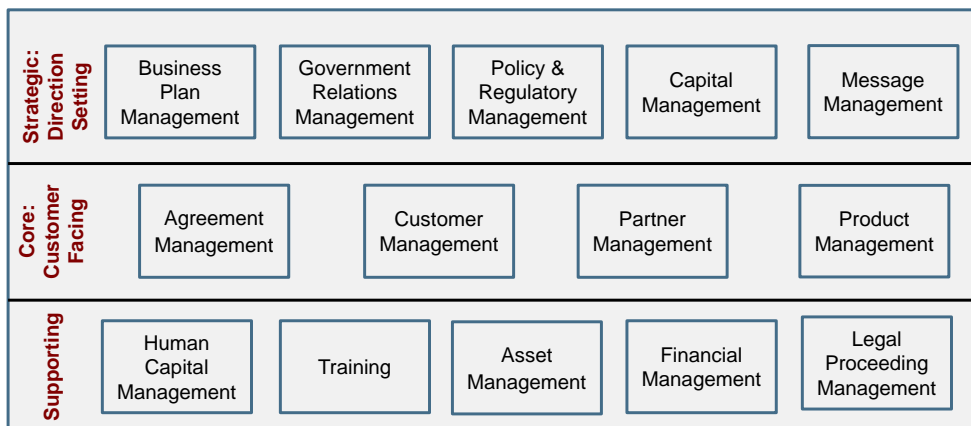 Strategic:
Direction
Setting
Business
Plan
Management
Government
Relations
Management
Policy &
Regulatory
Management
Capital
Management
Message
Management
Core:
Customer
Facing
Agreement
Management
Customer
Management
Partner
Management
Product
Management
Supporting
Human
Capital
Management
Training
Asset
Management
Financial
Management
Legal
Proceeding
Management